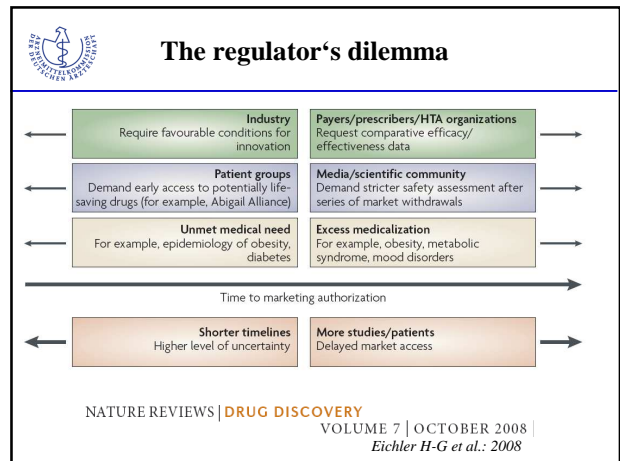 ARZNEIMITTELKOMMISSION
DER DEUTSCHEN ÄRZTESCHAFT
The regulator‘s dilemma
Industry
Require favourable conditions for
innovation
Payers/prescribers/HTA organizations
Request comparative efficacy/
effectiveness data
Patient groups
Demand early access to potentially life-
saving drugs (for example, Abigail Alliance)
Media/scientific community
Demand stricter safety assessment after
series of market withdrawals
Unmet medical need
For example, epidemiology of obesity,
diabetes
Excess medicalization
For example, obesity, metabolic
syndrome, mood disorders
Time to marketing authorization
Shorter timelines
Higher level of uncertainty
More studies/patients
Delayed market access
NATURE REVIEWS | DRUG DISCOVERY
VOLUME 7 | OCTOBER 2008 |
Eichler H-G et al.: 2008